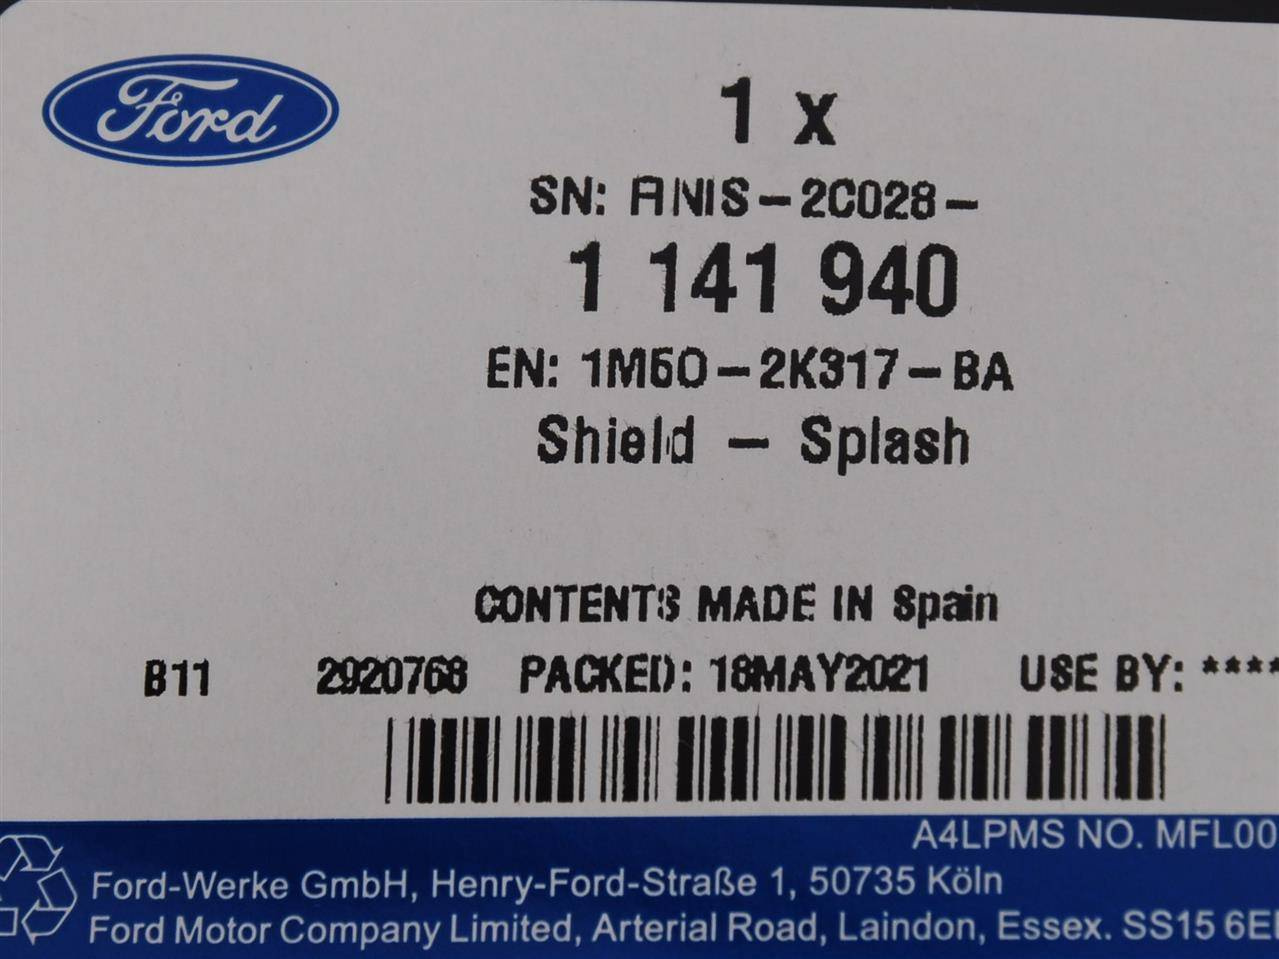 Ford
1 x
SN: ANIS-2C028-
1 141 940
EN: 1M50-2K317-BA
Shield - Splash
CONTENTS MADE IN Spain
B11 2920768 PACKED: 18MAY2021 USE BY: ****
A4LPMS NO. MFL00
Ford-Werke GmbH, Henry-Ford-Straße 1, 50735 Köln
Ford Motor Company Limited, Arterial Road, Laindon, Essex. SS15 6E